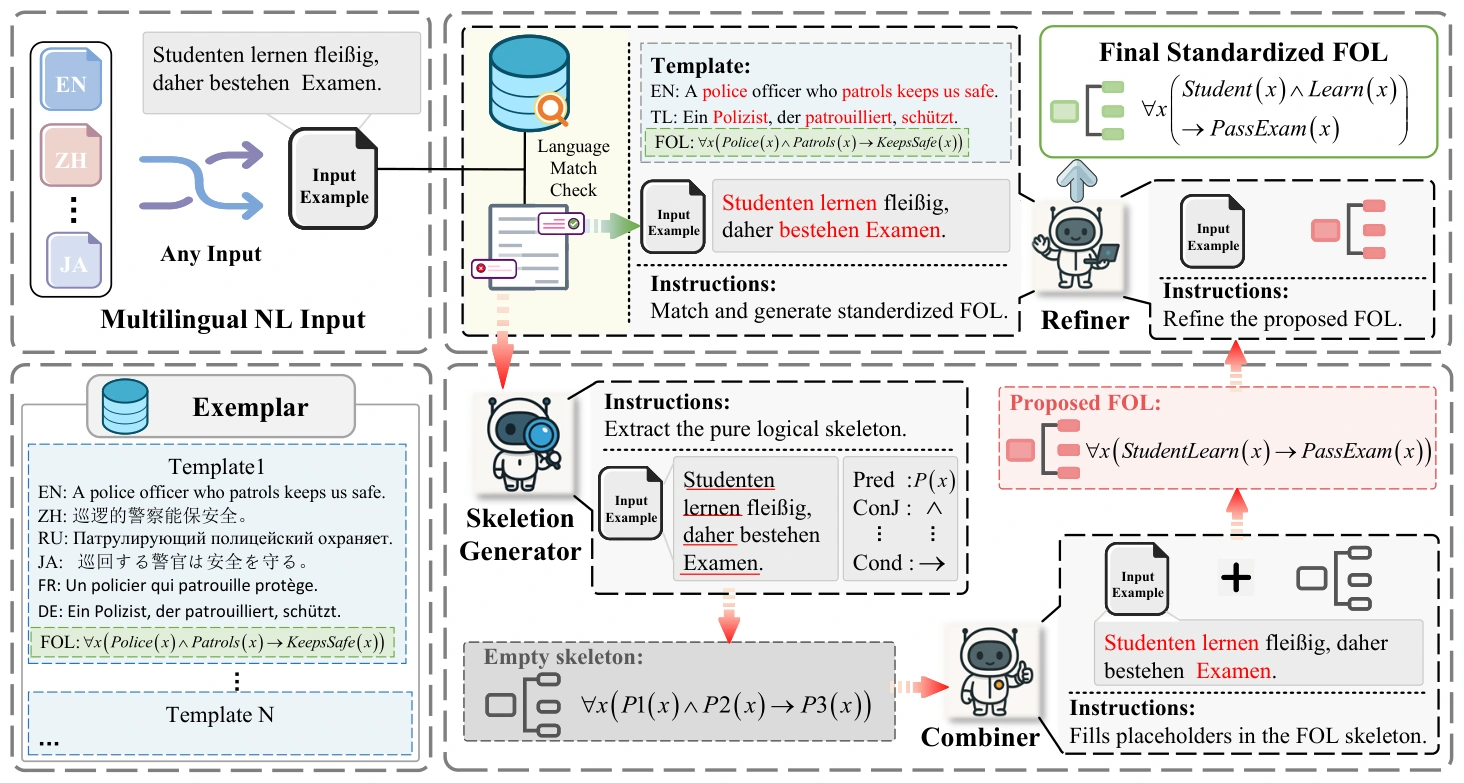 EN
ZH
⋮
JA
Studenten lernen fleißig,
daher bestehen Examen.
Input
Example
Any Input
Multilingual NL Input
Language
Match
Check
Template:
EN: A police officer who patrols keeps us safe.
TL: Ein Polizist, der patrouilliert, schützt.
FOL: ∀x(Police(x)∧Patrols(x)→KeepsSafe(x))
Input
Example
Studenten lernen fleißig,
daher bestehen Examen.
Instructions:
Match and generate standerdized FOL.
Final Standardized FOL
∀x(Student(x)∧Learn(x)
→PassExam(x))
Refiner
Input
Example
Instructions:
Refine the proposed FOL.
Exemplar
Template1
EN: A police officer who patrols keeps us safe.
ZH: 巡逻的警察能保安全。
RU: Патрулирующий полицейский охраняет.
JA: 巡回する警官は安全を守る。
FR: Un policier qui patrouille protège.
DE: Ein Polizist, der patrouilliert, schützt.
FOL: ∀x(Police(x)∧Patrols(x)→KeepsSafe(x))
⋮
Template N
...
Skeletion
Generator
Instructions:
Extract the pure logical skeleton.
Input
Example
Studenten
lernen fleißig,
daher bestehen
Examen.
Pred :P(x)
ConJ : ∧
⋮ ⋮
Cond : →
Empty skeleton:
∀x(P1(x)∧P2(x)→P3(x))
Combiner
Proposed FOL:
∀x(StudentLearn(x)→PassExam(x))
Input
Example
+
Studenten lernen fleißig, daher
bestehen Examen.
Instructions:
Fills placeholders in the FOL skeleton.